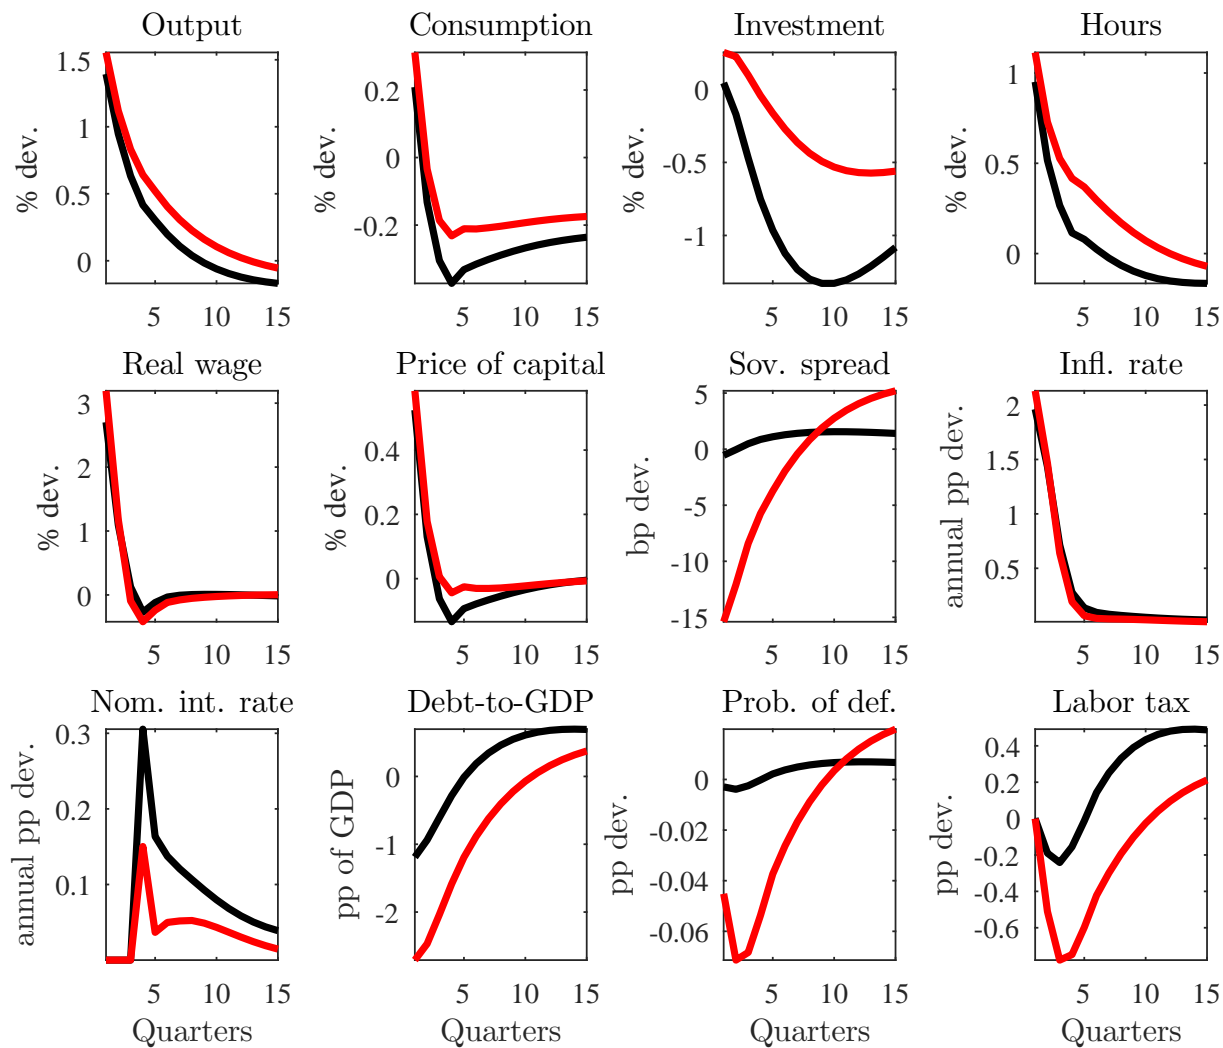 Output Consumption Investment Hours
% dev. 1.5 1 0.5 0 5 10 15
% dev. 0.2 0 -0.2 5 10 15
% dev. 0 -0.5 -1 5 10 15
% dev. 1 0.5 0 5 10 15
Real wage Price of capital Sov. spread Infl. rate
% dev. 3 2 1 0 5 10 15
% dev. 0.4 0.2 0 5 10 15
bp dev. 5 0 -5 -10 -15 5 10 15
annual pp dev. 2 1.5 1 0.5 5 10 15
Nom. int. rate Debt-to-GDP Prob. of def. Labor tax
annual pp dev. 0.3 0.2 0.1 5 10 15
pp of GDP 0 -1 -2 5 10 15
pp dev. 0 -0.02 -0.04 -0.06 5 10 15
pp dev. 0.4 0.2 0 -0.2 -0.4 -0.6 5 10 15
Quarters Quarters Quarters Quarters